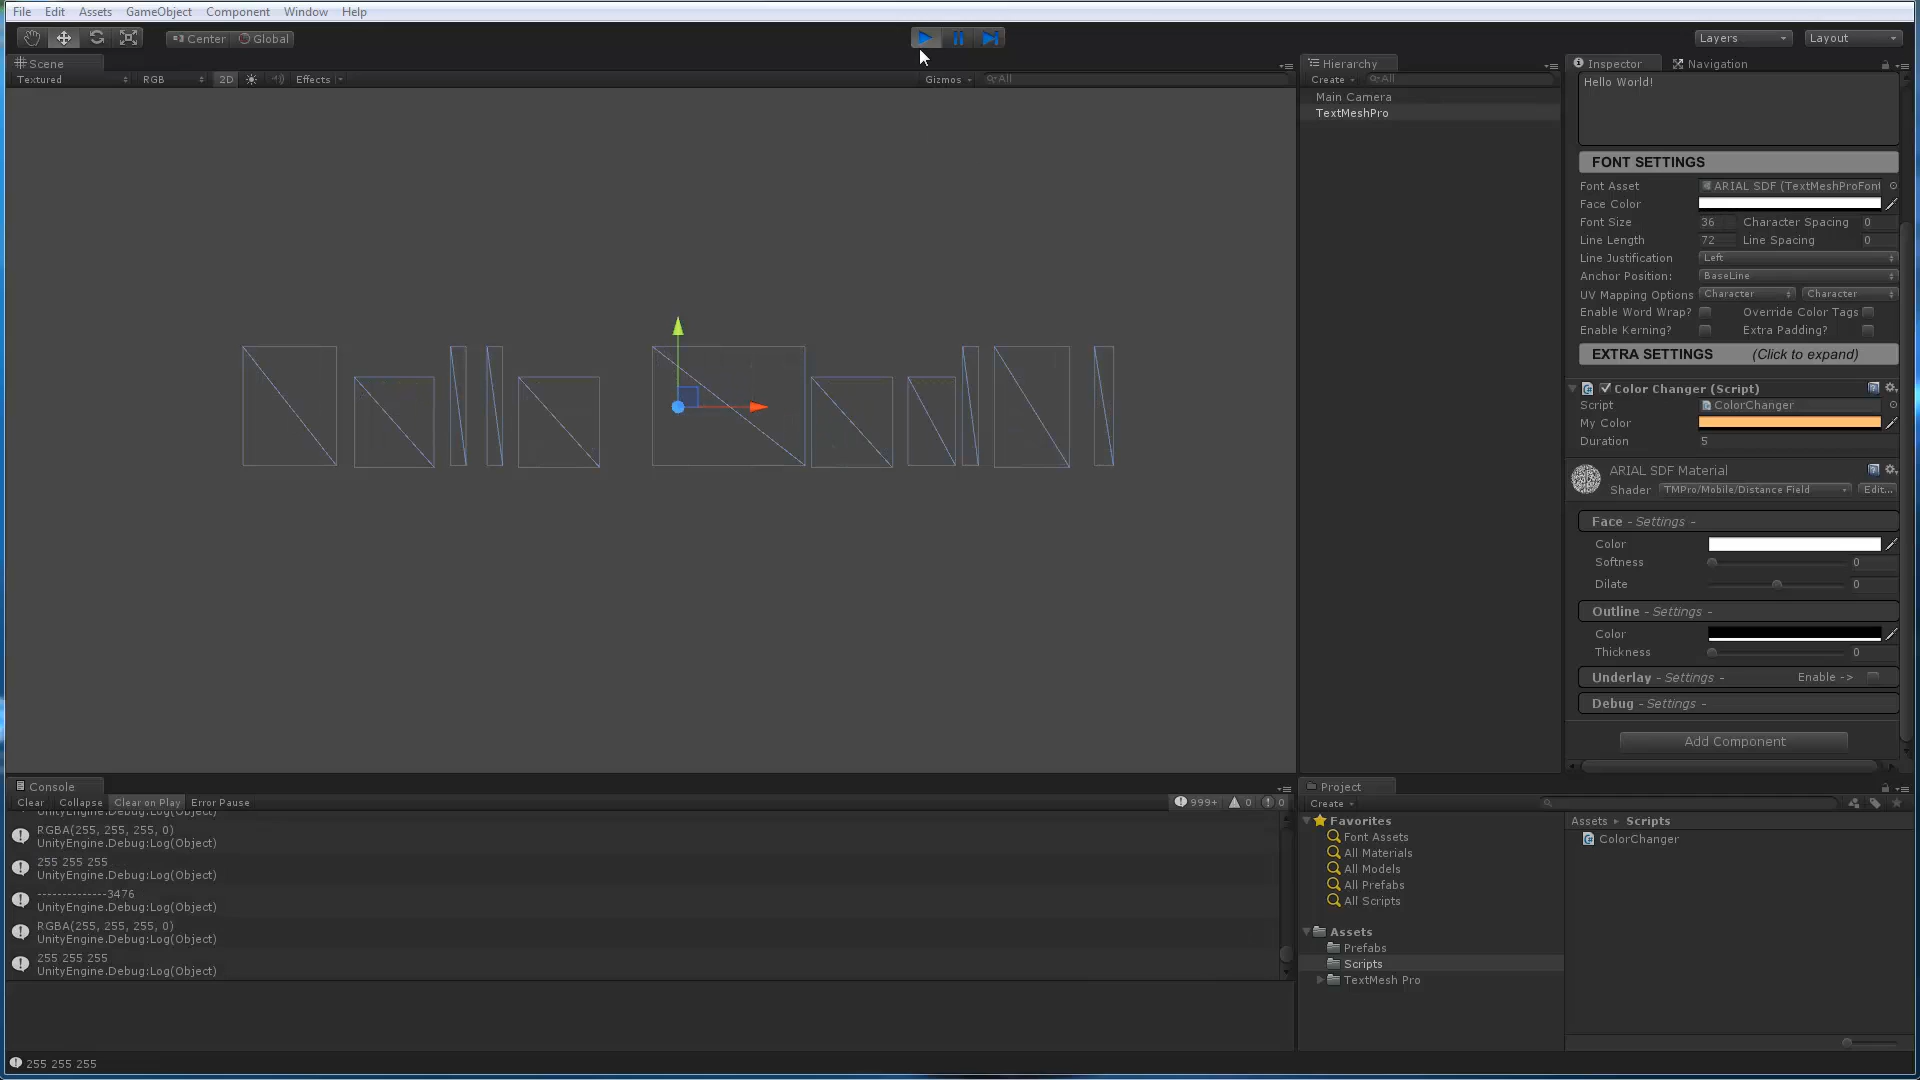 File Edit Assets GameObject Component Window Help
Center Global
Layers Layout
Scene
Textured RGB 2D Effects Gizmos All
Hierarchy
Create All
Main Camera
TextMeshPro
Inspector Navigation
Hello World!
FONT SETTINGS
Font Asset ARIAL SDF (TextMeshProFont
Face Color
Font Size 36 Character Spacing 0
Line Length 72 Line Spacing 0
Line Justification Left
Anchor Position: BaseLine
UV Mapping Options Character Character
Enable Word Wrap? Override Color Tags
Enable Kerning? Extra Padding?
EXTRA SETTINGS (Click to expand)
Color Changer (Script)
Script ColorChanger
My Color
Duration 5
ARIAL SDF Material
Shader TMPro/Mobile/Distance Field Edit...
Face - Settings -
Color
Softness 0
Dilate 0
Outline - Settings -
Color
Thickness 0
Underlay - Settings - Enable ->
Debug - Settings -
Add Component
Console
Clear Collapse Clear on Play Error Pause 999+ 0 0
UnityEngine.Debug:Log(Object)
RGBA(255, 255, 255, 0)
UnityEngine.Debug:Log(Object)
255 255 255
UnityEngine.Debug:Log(Object)
--------------3476
UnityEngine.Debug:Log(Object)
RGBA(255, 255, 255, 0)
UnityEngine.Debug:Log(Object)
255 255 255
UnityEngine.Debug:Log(Object)
255 255 255
Project
Create
Favorites
Font Assets
All Materials
All Models
All Prefabs
All Scripts
Assets
Prefabs
Scripts
TextMesh Pro
Assets Scripts
ColorChanger